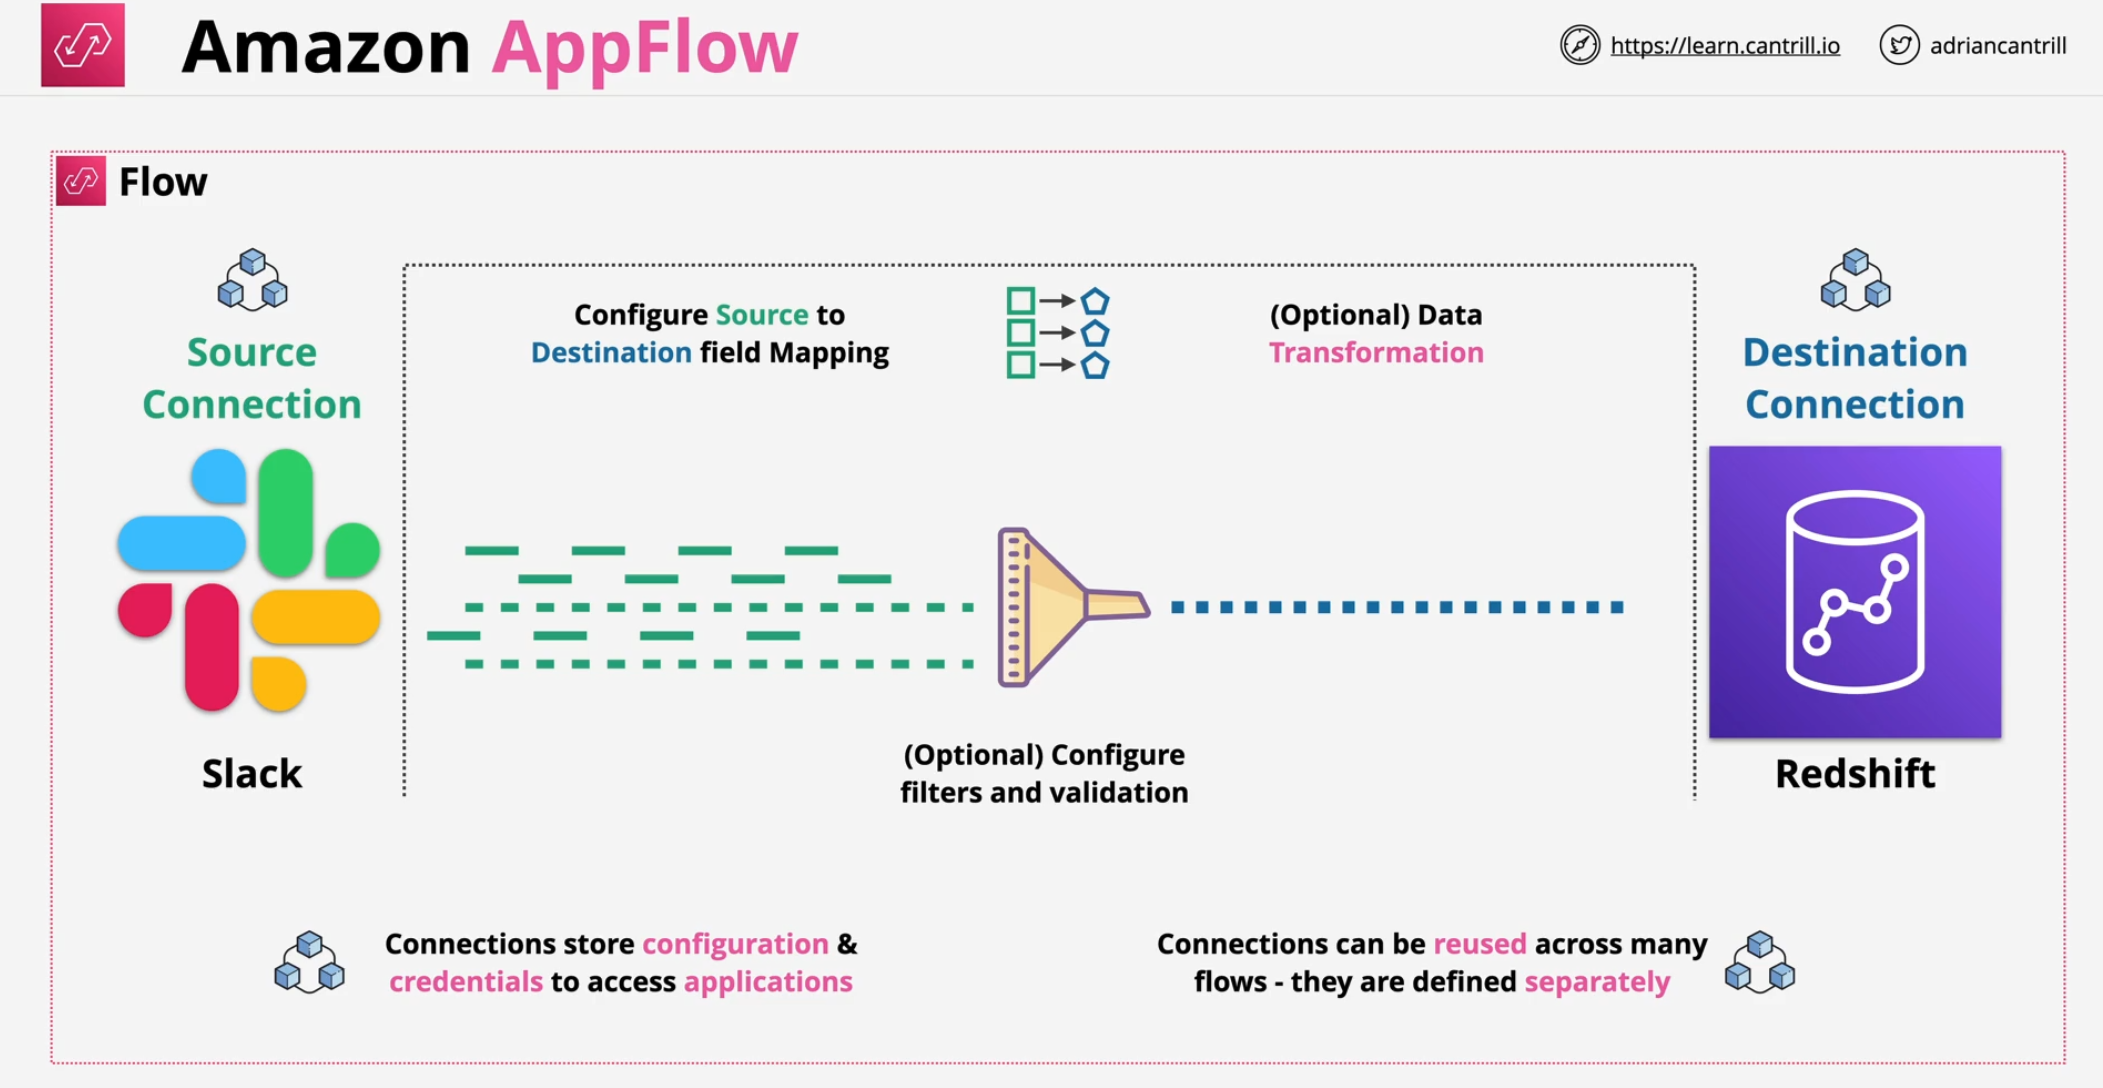 Amazon AppFlow
https://learn.cantrill.io
adriancantrill
Flow
Source
Connection
Slack
Configure Source to
Destination field Mapping
(Optional) Data
Transformation
(Optional) Configure
filters and validation
Destination
Connection
Redshift
Connections store configuration &
credentials to access applications
Connections can be reused across many
flows - they are defined separately